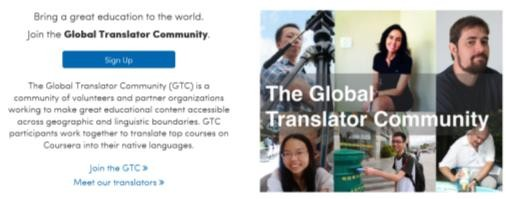 Bring a great education to the world.
Join the Global Translator Community.
Sign Up
The Global Translator Community (GTC) is a
community of volunteers and partner organizations
working to make great educational content accessible
across geographic and linguistic boundaries. GTC
participants work together to translate top courses on
Coursera into their native languages.
Join the GTC »
Meet our translators »
The Global
Translator Community